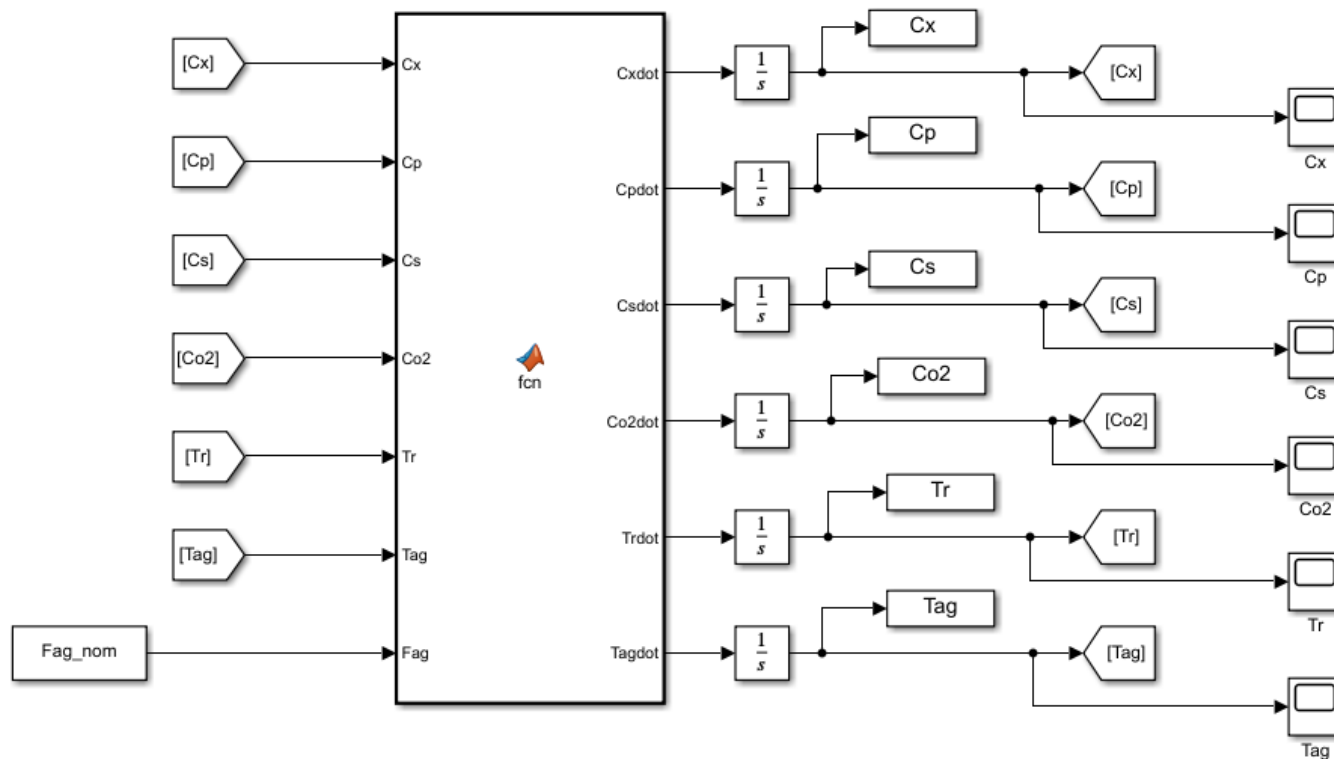 [Cx]
[Cp]
[Cs]
[Co2]
[Tr]
[Tag]
Fag_nom
Cx
Cp
Cs
Co2
Tr
Tag
Fag
fcn
Cxdot
Cpdot
Csdot
Co2dot
Trdot
Tagdot
1
s
1
s
1
s
1
s
1
s
1
s
Cx
Cp
Cs
Co2
Tr
Tag
[Cx]
[Cp]
[Cs]
[Co2]
[Tr]
[Tag]
Cx
Cp
Cs
Co2
Tr
Tag